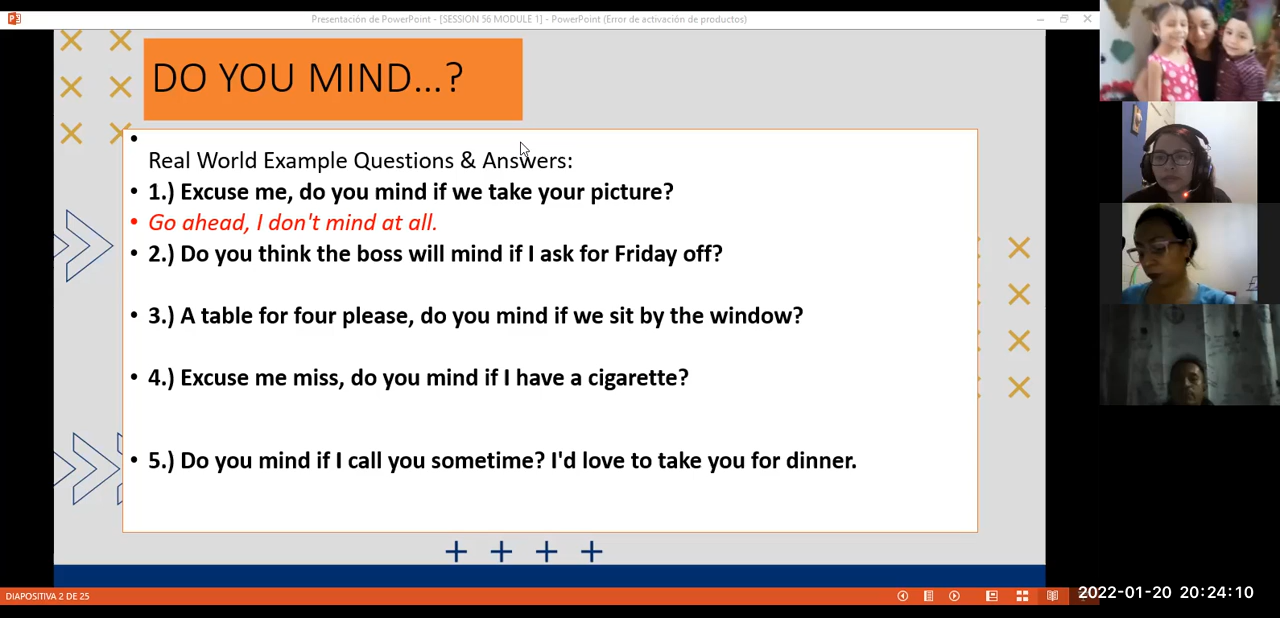 Presentación de PowerPoint - [SESSION 56 MODULE 1] - PowerPoint (Error de activación de productos)
DO YOU MIND...?
•
Real World Example Questions & Answers:
• 1.) Excuse me, do you mind if we take your picture?
• Go ahead, I don't mind at all.
• 2.) Do you think the boss will mind if I ask for Friday off?
• 3.) A table for four please, do you mind if we sit by the window?
• 4.) Excuse me miss, do you mind if I have a cigarette?
• 5.) Do you mind if I call you sometime? I'd love to take you for dinner.
DIAPOSITIVA 2 DE 25
2022-01-20 20:24:10